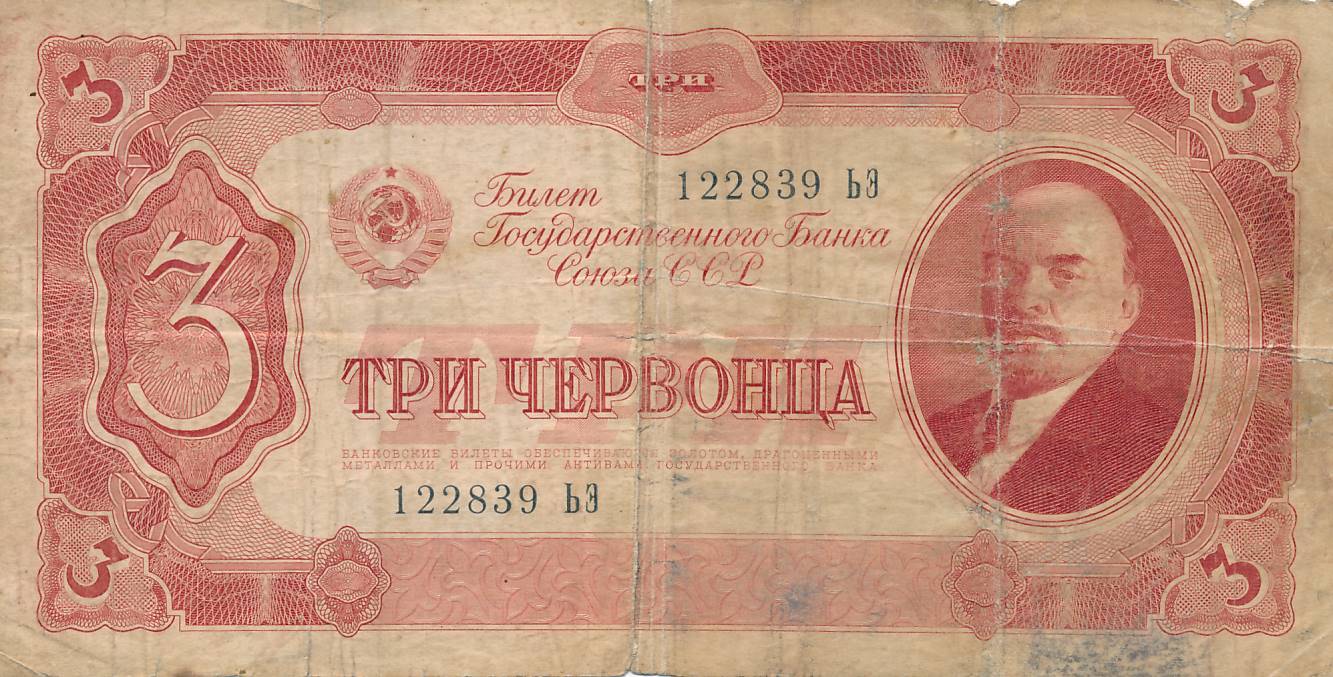 3
ТРИ
3
Билет
122839 ЬЭ
Государственного Банка
Союза ССР
3
ТРИ
ТРИ ЧЕРВОНЦА
БАНКОВСКИЕ БИЛЕТЫ ОБЕСПЕЧИВАЮТСЯ ЗОЛОТОМ, ДРАГОЦЕННЫМИ
МЕТАЛЛАМИ И ПРОЧИМИ АКТИВАМИ ГОСУДАРСТВЕННОГО БАНКА
122839 ЬЭ
3
3